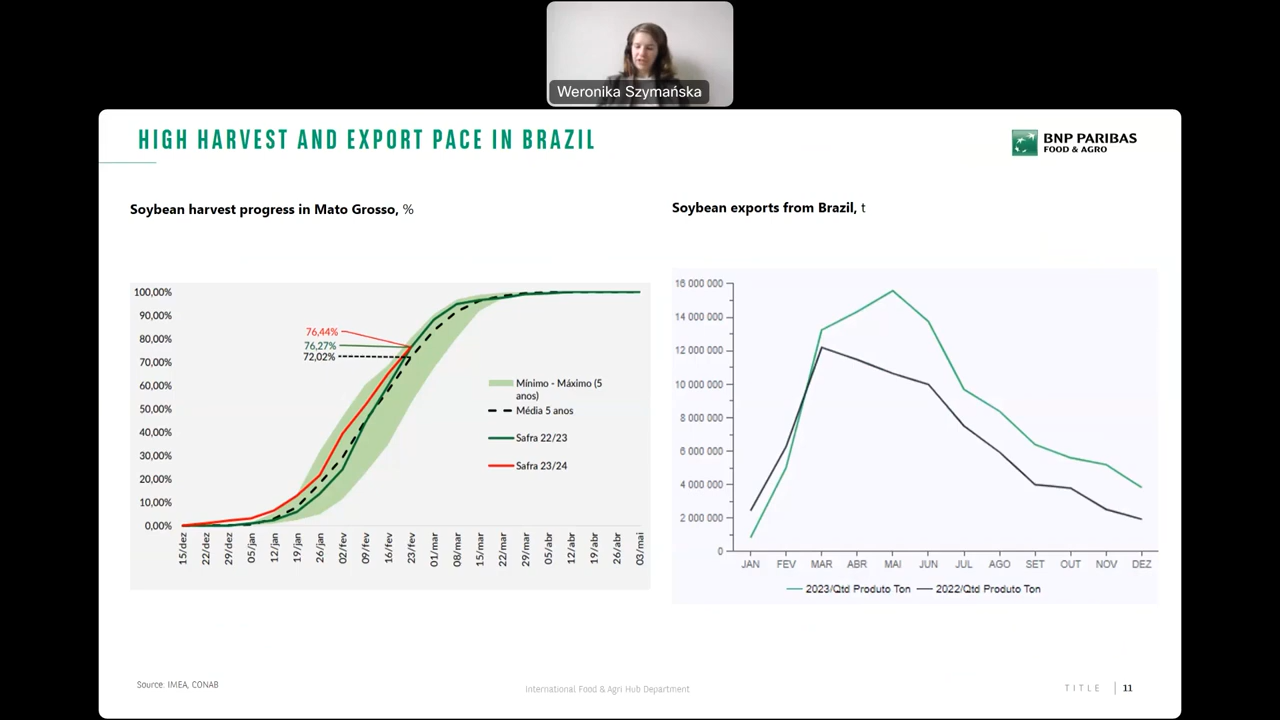 Weronika Szymańska
HIGH HARVEST AND EXPORT PACE IN BRAZIL
BNP PARIBAS
FOOD & AGRO
Soybean harvest progress in Mato Grosso, %
100,00%
90,00%
80,00%
70,00%
60,00%
50,00%
40,00%
30,00%
20,00%
10,00%
0,00%
76,44%
76,27%
72,02%
Mínimo - Máximo (5
anos)
Média 5 anos
Safra 22/23
Safra 23/24
15/dez
22/dez
29/dez
05/jan
12/jan
19/jan
26/jan
02/fev
09/fev
16/fev
23/fev
01/mar
08/mar
15/mar
22/mar
29/mar
05/abr
12/abr
19/abr
26/abr
03/mai
Soybean exports from Brazil, t
16 000 000
14 000 000
12 000 000
10 000 000
8 000 000
6 000 000
4 000 000
2 000 000
0
JAN FEV MAR ABR MAI JUN JUL AGO SET OUT NOV DEZ
2023/Qtd Produto Ton 2022/Qtd Produto Ton
Source: IMEA, CONAB
International Food & Agri Hub Department
TITLE 11